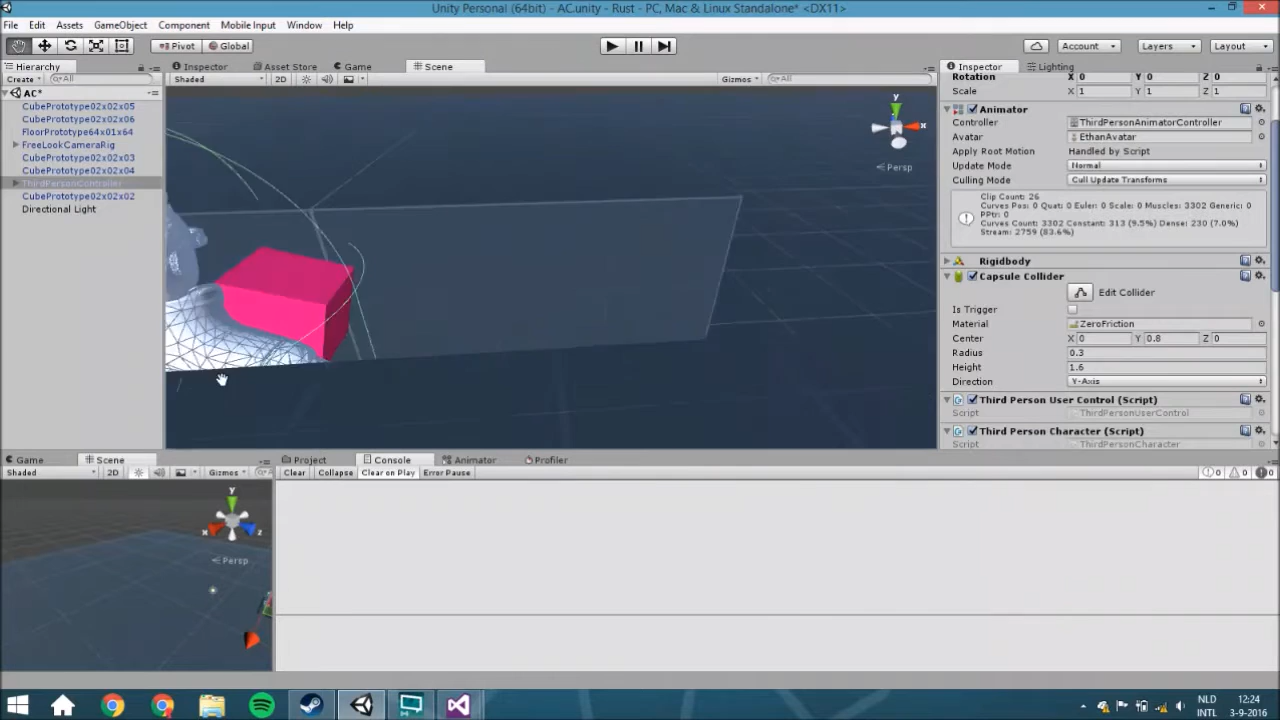 Unity Personal (64bit) - AC.unity - Rust - PC, Mac & Linux Standalone* <DX11>
File Edit Assets GameObject Component Mobile Input Window Help
Pivot Global Account Layers Layout
Hierarchy Inspector Asset Store Game Scene Inspector Lighting
Create All Shaded 2D Gizmos All
Rotation X 0 Y 0 Z 0
Scale X 1 Y 1 Z 1
AC*
CubePrototype02x02x05
CubePrototype02x02x06
FloorPrototype64x01x64
FreeLookCameraRig
CubePrototype02x02x03
CubePrototype02x02x04
ThirdPersonController
CubePrototype02x02x02
Directional Light
y
x
Persp
Animator
Controller ThirdPersonAnimatorController
Avatar EthanAvatar
Apply Root Motion Handled by Script
Update Mode Normal
Culling Mode Cull Update Transforms
Clip Count: 26
Curves Pos: 0 Quat: 0 Euler: 0 Scale: 0 Muscles: 3302 Generic: 0
PPtr: 0
Curves Count: 3302 Constant: 313 (9.5%) Dense: 230 (7.0%)
Stream: 2759 (83.6%)
Rigidbody
Capsule Collider
Edit Collider
Is Trigger
Material ZeroFriction
Center X 0 Y 0.8 Z 0
Radius 0.3
Height 1.6
Direction Y-Axis
Third Person User Control (Script)
Script ThirdPersonUserControl
Third Person Character (Script)
Script ThirdPersonCharacter
Game Scene Project Console Animator Profiler
Shaded 2D Gizmos Clear Collapse Clear on Play Error Pause 0 0 0
y
x z
Persp
NLD 12:24
INTL 3-9-2016